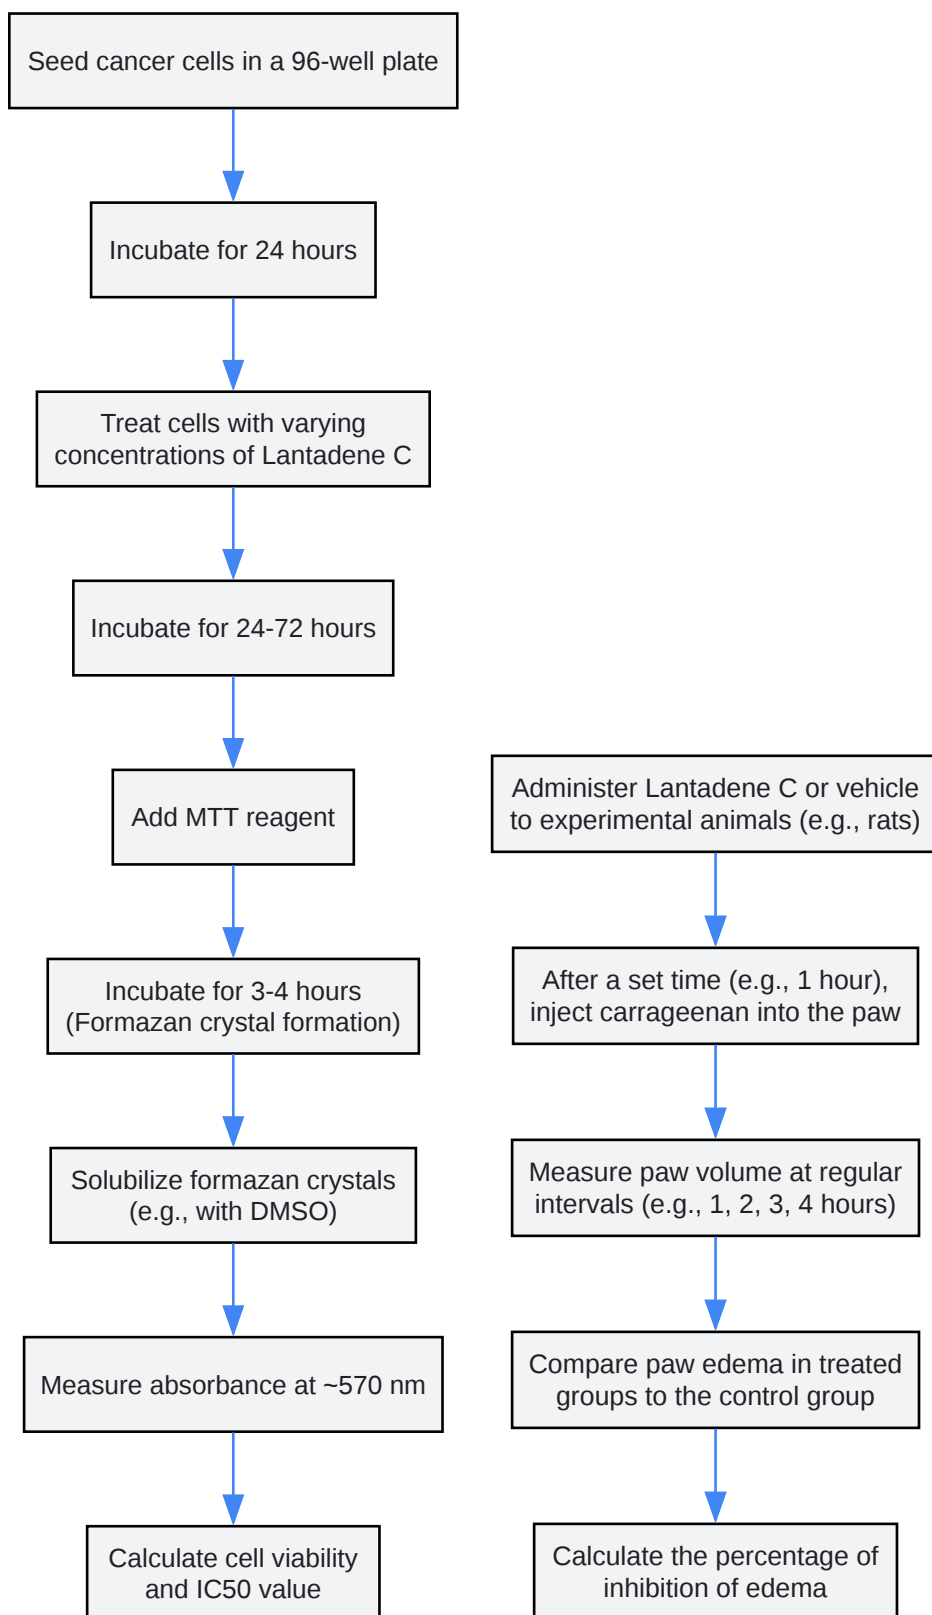 Seed cancer cells in a 96-well plate
Incubate for 24 hours
Treat cells with varying
concentrations of Lantadene C
Incubate for 24-72 hours
Add MTT reagent
Incubate for 3-4 hours
(Formazan crystal formation)
Solubilize formazan crystals
(e.g., with DMSO)
Measure absorbance at ~570 nm
Calculate cell viability
and IC50 value
Administer Lantadene C or vehicle
to experimental animals (e.g., rats)
After a set time (e.g., 1 hour),
inject carrageenan into the paw
Measure paw volume at regular
intervals (e.g., 1, 2, 3, 4 hours)
Compare paw edema in treated
groups to the control group
Calculate the percentage of
inhibition of edema